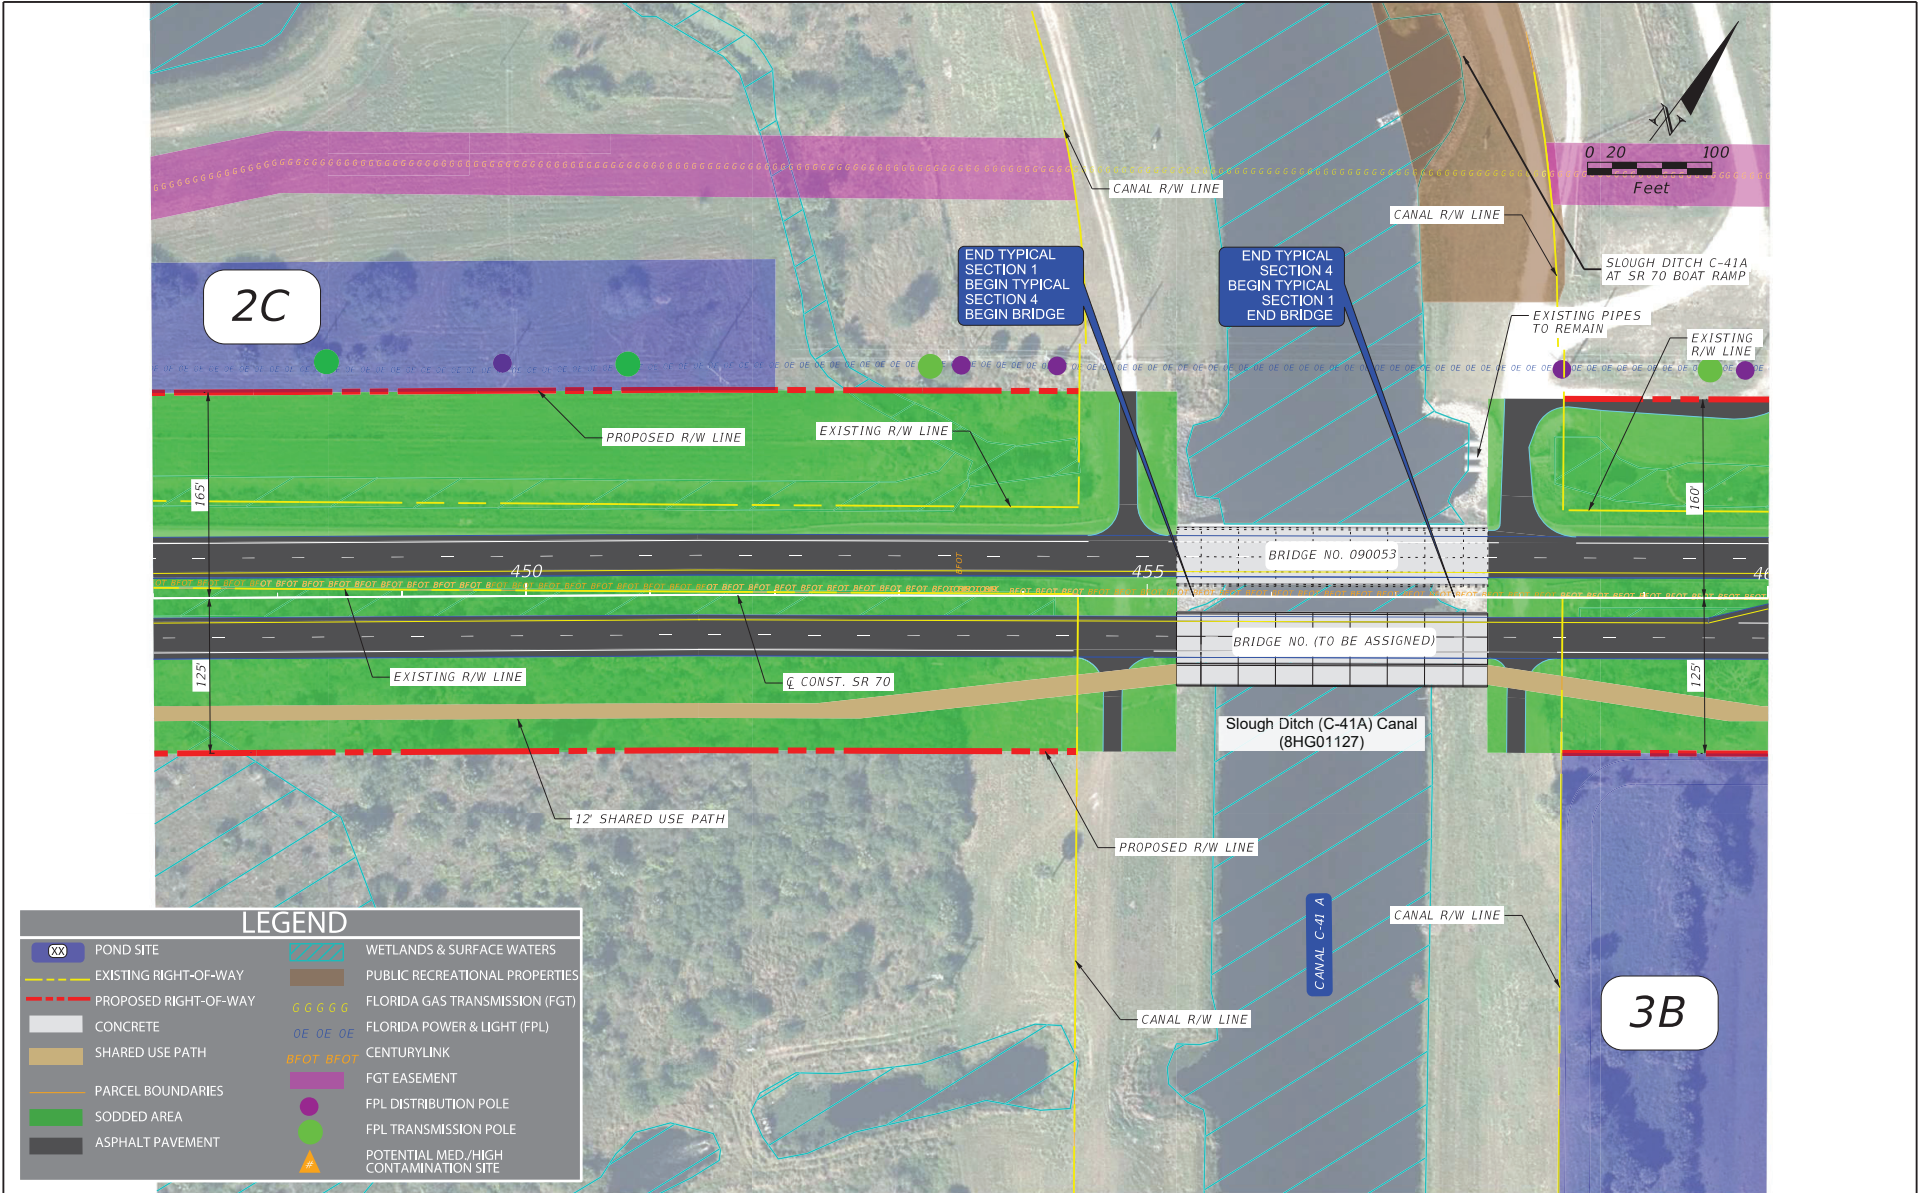 0 20 100
Feet
CANAL R/W LINE
CANAL R/W LINE
SLOUGH DITCH C-41A
AT SR 70 BOAT RAMP
END TYPICAL
SECTION 1
BEGIN TYPICAL
SECTION 4
BEGIN BRIDGE
END TYPICAL
SECTION 4
BEGIN TYPICAL
SECTION 1
END BRIDGE
2C
EXISTING PIPES
TO REMAIN
EXISTING
R/W LINE
PROPOSED R/W LINE
EXISTING R/W LINE
165'
160'
BRIDGE NO. 090053
450
455
BFOT
BRIDGE NO. (TO BE ASSIGNED)
125'
125'
EXISTING R/W LINE
℄ CONST. SR 70
Slough Ditch (C-41A) Canal
(8HG01127)
12' SHARED USE PATH
PROPOSED R/W LINE
CANAL C-41 A
CANAL R/W LINE
CANAL R/W LINE
3B
LEGEND
XX POND SITE
EXISTING RIGHT-OF-WAY
PROPOSED RIGHT-OF-WAY
CONCRETE
SHARED USE PATH
PARCEL BOUNDARIES
SODDED AREA
ASPHALT PAVEMENT
WETLANDS & SURFACE WATERS
PUBLIC RECREATIONAL PROPERTIES
G G G G G FLORIDA GAS TRANSMISSION (FGT)
OE OE OE FLORIDA POWER & LIGHT (FPL)
BFOT BFOT CENTURYLINK
FGT EASEMENT
FPL DISTRIBUTION POLE
FPL TRANSMISSION POLE
# POTENTIAL MED./HIGH
CONTAMINATION SITE